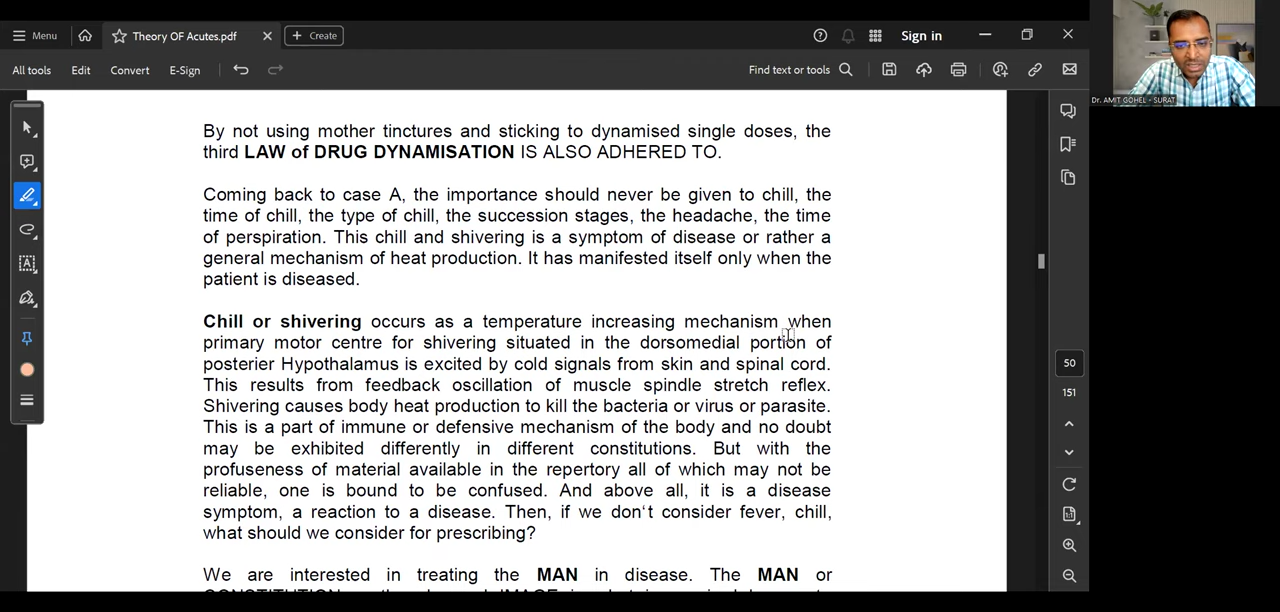 Menu
Theory OF Acutes.pdf
Create
Sign in
All tools
Edit
Convert
E-Sign
Find text or tools
Dr. AMIT GOHEL - SURAT
By not using mother tinctures and sticking to dynamised single doses, the
third LAW of DRUG DYNAMISATION IS ALSO ADHERED TO.
Coming back to case A, the importance should never be given to chill, the
time of chill, the type of chill, the succession stages, the headache, the time
of perspiration. This chill and shivering is a symptom of disease or rather a
general mechanism of heat production. It has manifested itself only when the
patient is diseased.
Chill or shivering occurs as a temperature increasing mechanism when
primary motor centre for shivering situated in the dorsomedial portion of
posterior Hypothalamus is excited by cold signals from skin and spinal cord.
This results from feedback oscillation of muscle spindle stretch reflex.
Shivering causes body heat production to kill the bacteria or virus or parasite.
This is a part of immune or defensive mechanism of the body and no doubt
may be exhibited differently in different constitutions. But with the
profuseness of material available in the repertory all of which may not be
reliable, one is bound to be confused. And above all, it is a disease
symptom, a reaction to a disease. Then, if we don‘t consider fever, chill,
what should we consider for prescribing?
We are interested in treating the MAN in disease. The MAN or
50
151
1:1